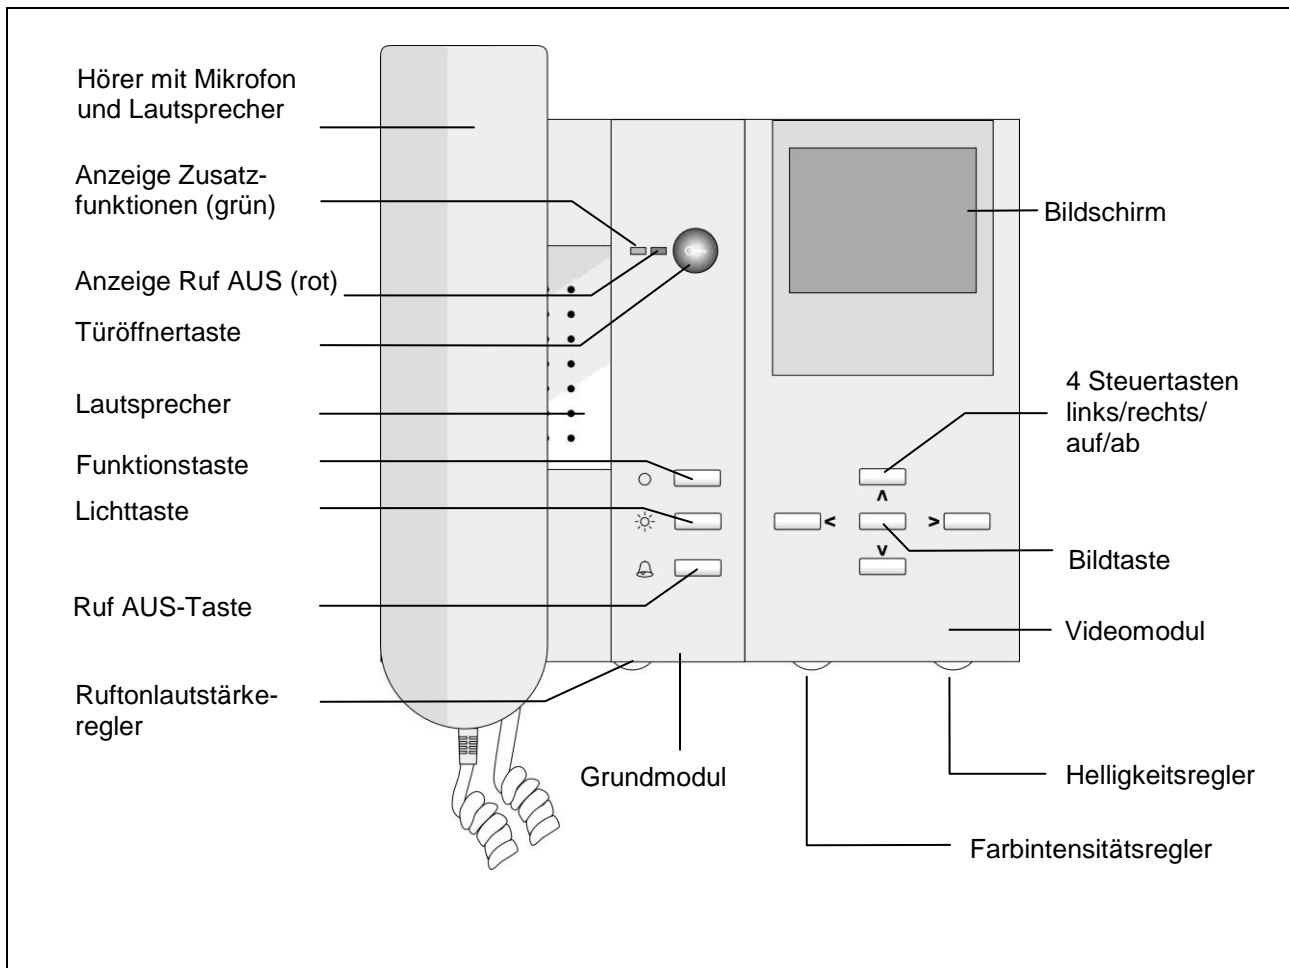 Hörer mit Mikrofon
und Lautsprecher
Anzeige Zusatz-
funktionen (grün)
Anzeige Ruf AUS (rot)
Türöffnertaste
Lautsprecher
Funktionstaste
Lichttaste
Ruf AUS-Taste
Ruftonlautstärke-
regler
Grundmodul
Bildschirm
4 Steuertasten
links/rechts/
auf/ab
Bildtaste
Videomodul
Helligkeitsregler
Farbintensitätsregler